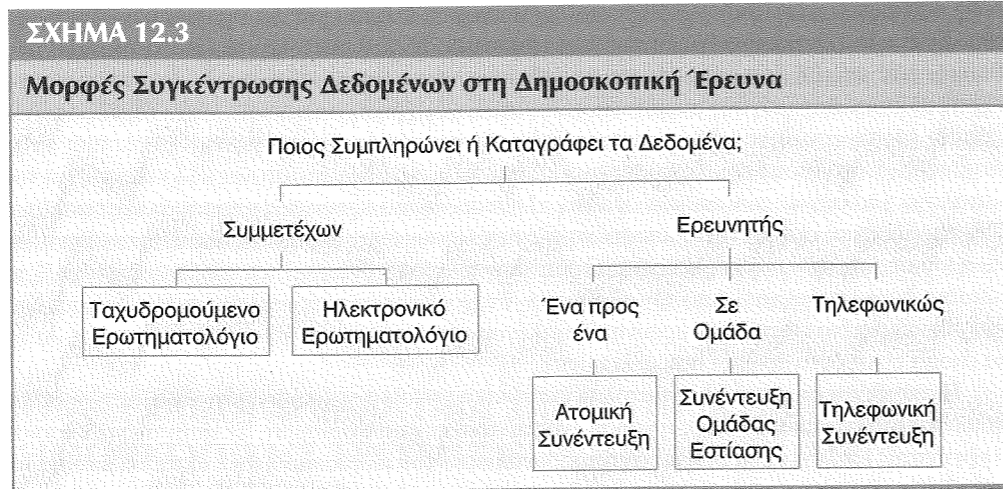 ΣΧΗΜΑ 12.3
Μορφές Συγκέντρωσης Δεδομένων στη Δημοσκοπική Έρευνα
Ποιος Συμπληρώνει ή Καταγράφει τα Δεδομένα;
Συμμετέχων
Ερευνητής
Ταχυδρομούμενο
Ερωτηματολόγιο
Ηλεκτρονικό
Ερωτηματολόγιο
Ένα προς
ένα
Σε
Ομάδα
Τηλεφωνικώς
Ατομική
Συνέντευξη
Συνέντευξη
Ομάδας
Εστίασης
Τηλεφωνική
Συνέντευξη